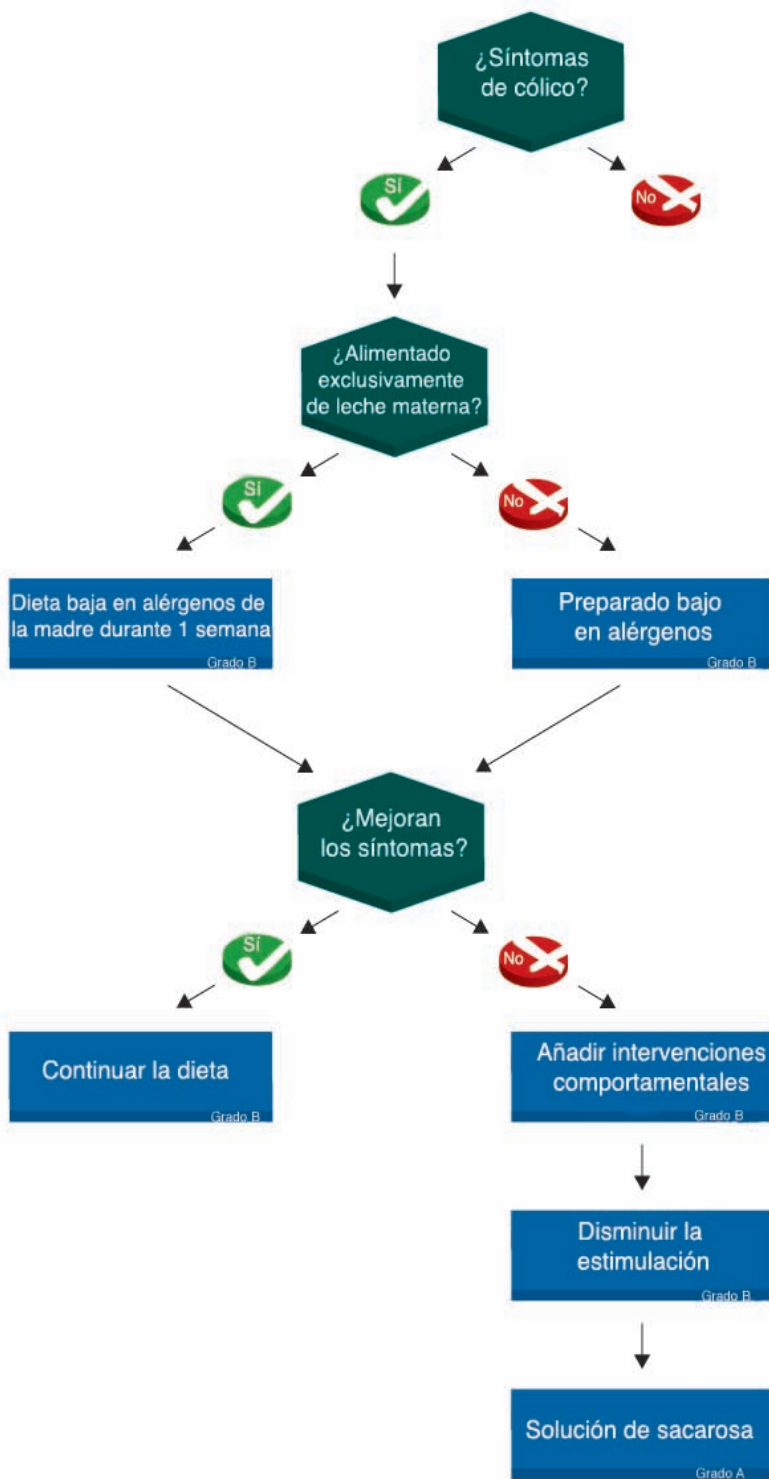 ¿Síntomas
de cólico?
Sí
No
¿Alimentado
exclusivamente
de leche materna?
Sí
No
Dieta baja en alérgenos de
la madre durante 1 semana
Grado B
Preparado bajo
en alérgenos
Grado B
¿Mejoran
los síntomas?
Sí
No
Continuar la dieta
Grado B
Añadir intervenciones
comportamentales
Grado B
Disminuir la
estimulación
Grado B
Solución de sacarosa
Grado A